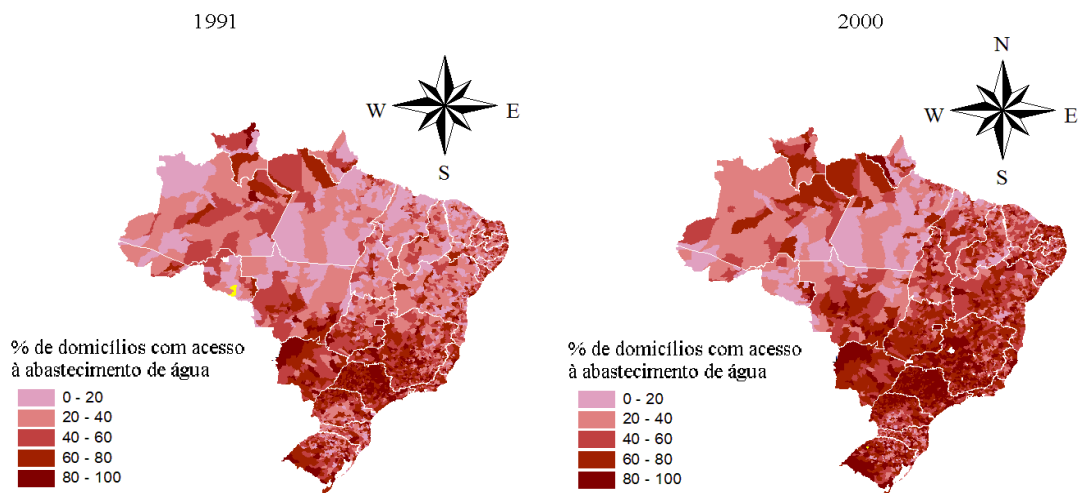 1991
W
E
S
% de domicílios com acesso
à abastecimento de água
0 - 20
20 - 40
40 - 60
60 - 80
80 - 100
2000
N
W
E
S
% de domicílios com acesso
à abastecimento de água
0 - 20
20 - 40
40 - 60
60 - 80
80 - 100